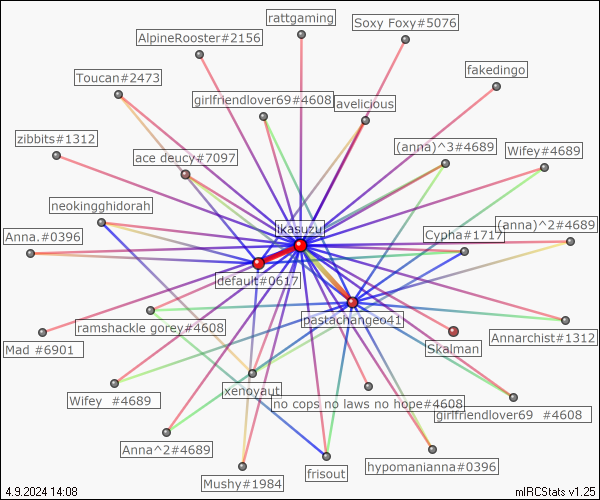 rattgaming
Soxy Foxy#5076
AlpineRooster#2156
fakedingo
Toucan#2473
girlfriendlover69#4608
avelicious
zibbits#1312
(anna)^3#4689
Wifey#4689
ace deucy#7097
neokingghidorah
(anna)^2#4689
ikasuzu
Anna.#0396
Cypha#1717
default#0617
ramshackle gorey#4608
pastachangeo41
Annarchist#1312
Mad #6901
Skalman
xenoyaut
Wifey #4689
no cops no laws no hope#4608
girlfriendlover69 #4608
Anna^2#4689
hypomanianna#0396
frisout
Mushy#1984
4.9.2024 14:08
mIRCStats v1.25